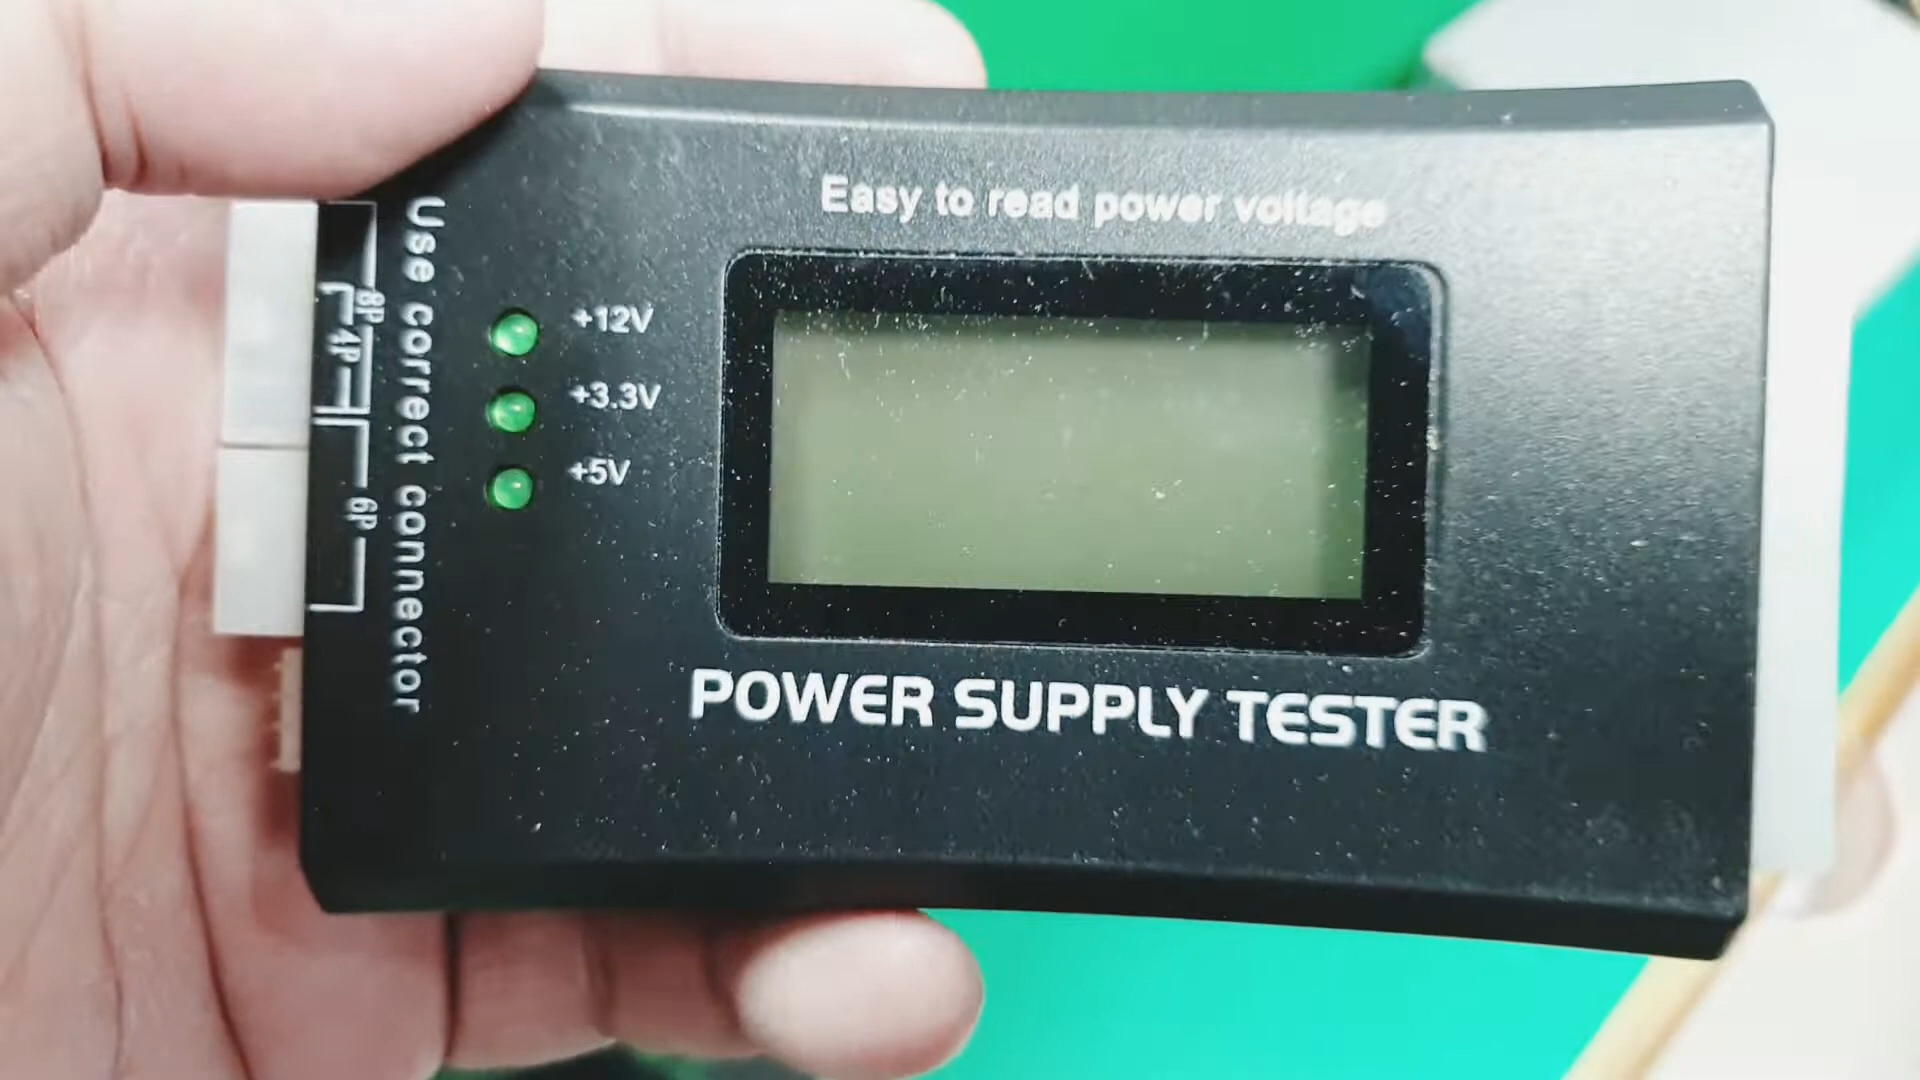 Easy to read power voltage
Use correct connector
8P
4P
6P
+12V
+3.3V
+5V
POWER SUPPLY TESTER